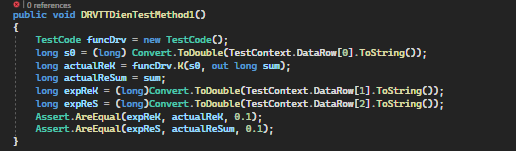 0 references
public void DRVTTDienTestMethod1()
{
TestCode funcDrv = new TestCode();
long s0 = (long) Convert.ToDouble(TestContext.DataRow[0].ToString());
long actualReK = funcDrv.K(s0, out long sum);
long actualReSum = sum;
long expReK = (long)Convert.ToDouble(TestContext.DataRow[1].ToString());
long expReS = (long)Convert.ToDouble(TestContext.DataRow[2].ToString());
Assert.AreEqual(expReK, actualReK, 0.1);
Assert.AreEqual(expReS, actualReSum, 0.1);
}